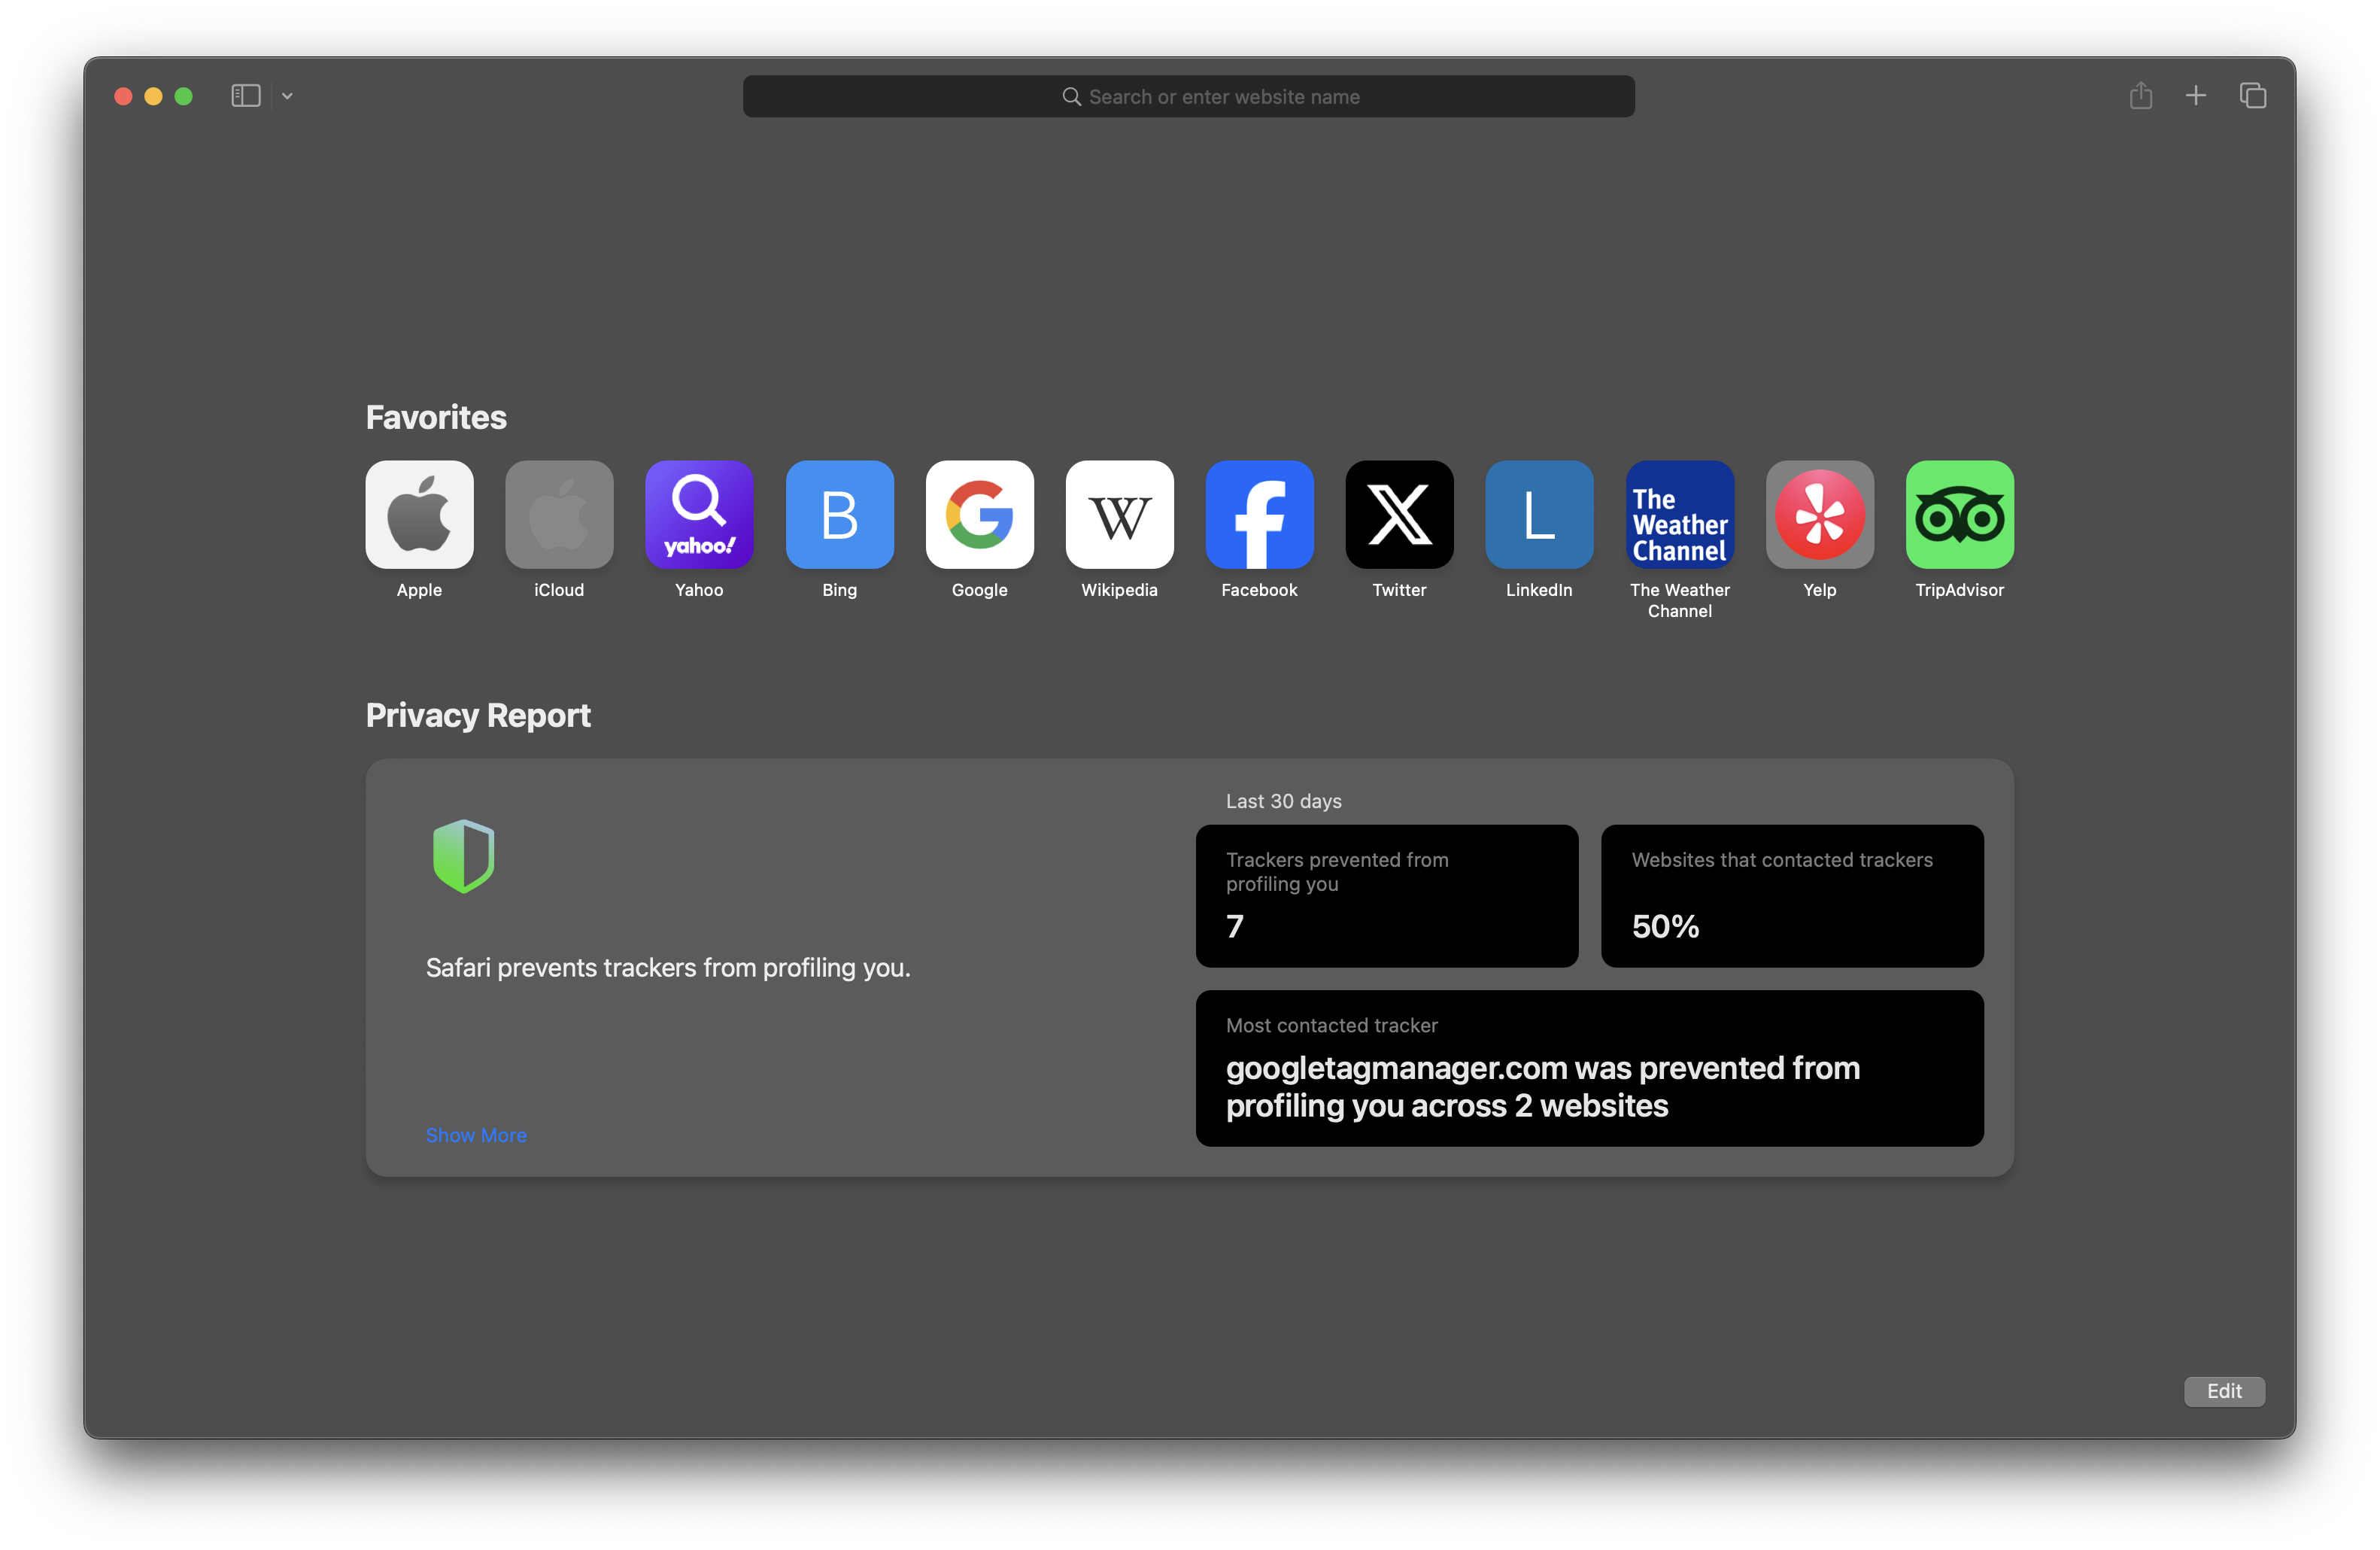 Search or enter website name
Favorites
yahoo!
B
W
L
The
Weather
Channel
Apple
iCloud
Yahoo
Bing
Google
Wikipedia
Facebook
Twitter
LinkedIn
The Weather
Channel
Yelp
TripAdvisor
Privacy Report
Safari prevents trackers from profiling you.
Show More
Last 30 days
Trackers prevented from
profiling you
7
Websites that contacted trackers
50%
Most contacted tracker
googletagmanager.com was prevented from
profiling you across 2 websites
Edit